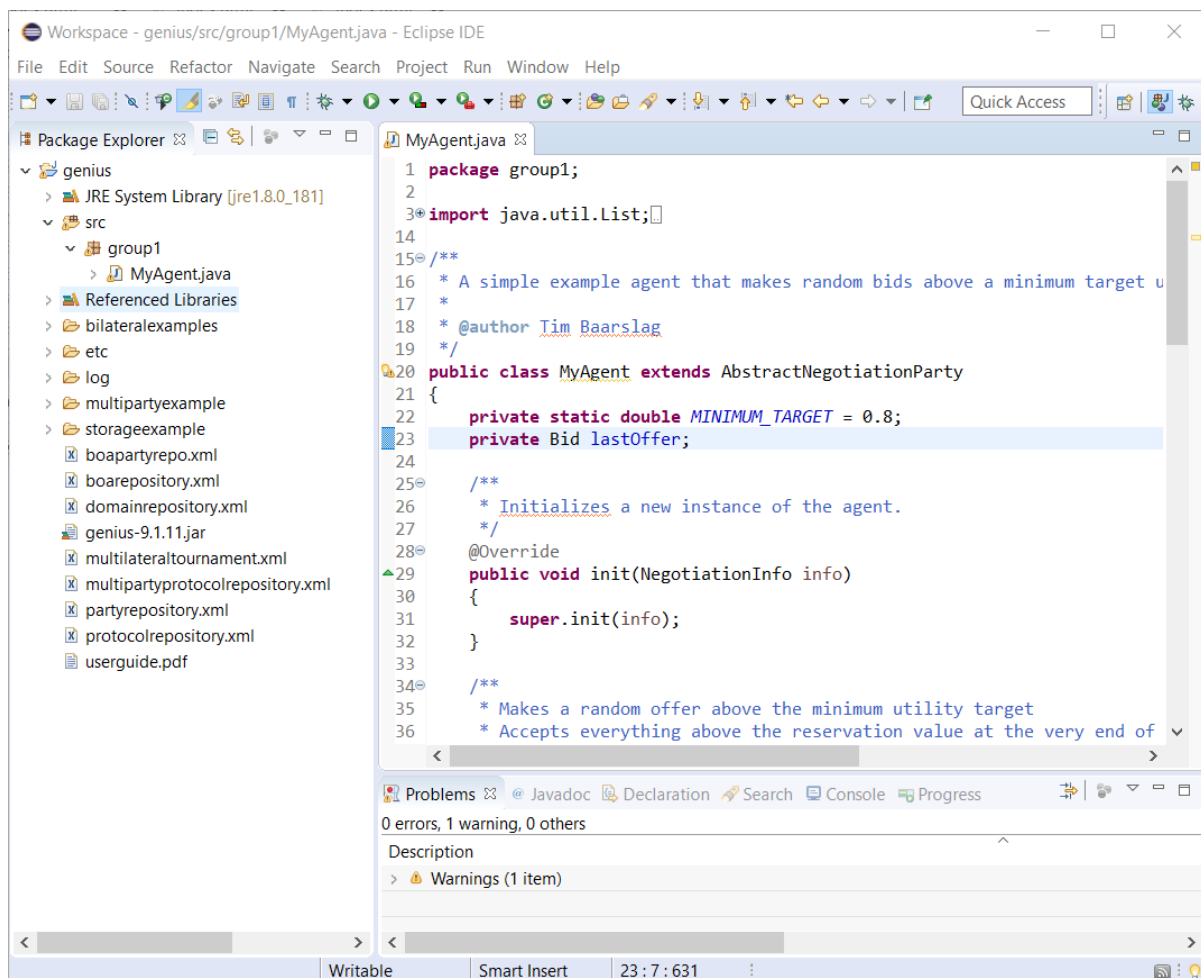 Workspace - genius/src/group1/MyAgent.java - Eclipse IDE
File Edit Source Refactor Navigate Search Project Run Window Help
Quick Access
Package Explorer
genius
JRE System Library [jre1.8.0_181]
src
group1
MyAgent.java
Referenced Libraries
bilateralexamples
etc
log
multipartyexample
storageexample
boapartyrepo.xml
boarepository.xml
domainrepository.xml
genius-9.1.11.jar
multilateraltournament.xml
multipartyprotocolrepository.xml
partyrepository.xml
protocolrepository.xml
userguide.pdf
MyAgent.java
1 package group1;
2
3 import java.util.List;
14
15 /**
16  * A simple example agent that makes random bids above a minimum target u
17  *
18  * @author Tim Baarslag
19  */
20 public class MyAgent extends AbstractNegotiationParty
21 {
22     private static double MINIMUM_TARGET = 0.8;
23     private Bid lastOffer;
24
25     /**
26      * Initializes a new instance of the agent.
27      */
28     @Override
29     public void init(NegotiationInfo info)
30     {
31         super.init(info);
32     }
33
34     /**
35      * Makes a random offer above the minimum utility target
36      * Accepts everything above the reservation value at the very end of
Problems @ Javadoc Declaration Search Console Progress
0 errors, 1 warning, 0 others
Description
Warnings (1 item)
Writable Smart Insert 23 : 7 : 631